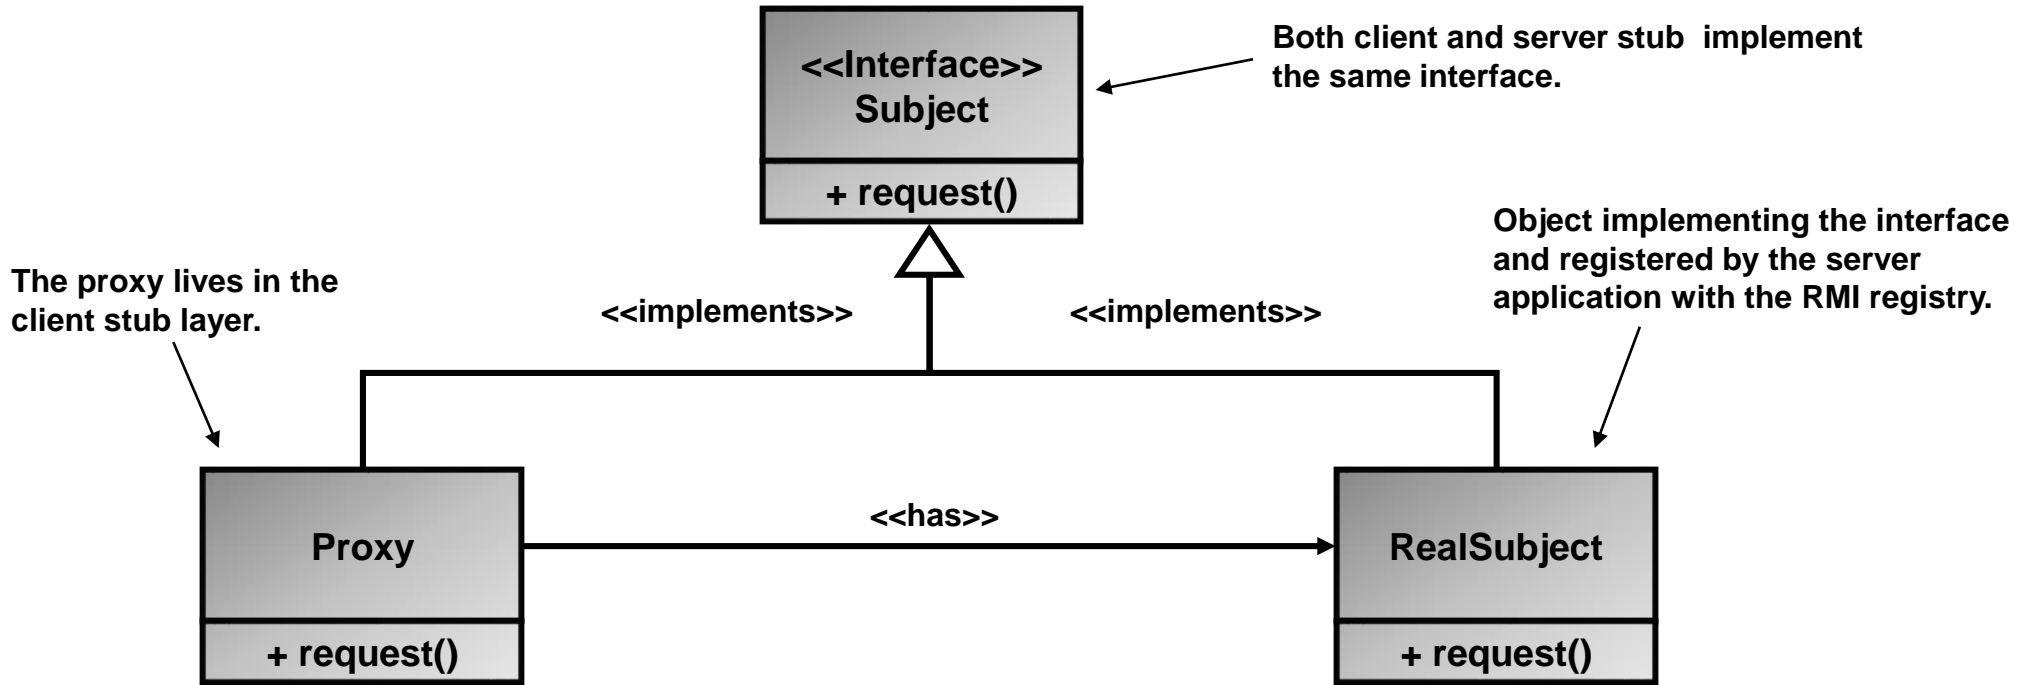 <<Interface>>
Subject
+ request()
Both client and server stub  implement
the same interface.
Object implementing the interface
and registered by the server
application with the RMI registry.
The proxy lives in the
client stub layer.
<<implements>>
<<implements>>
<<has>>
Proxy
+ request()
RealSubject
+ request()